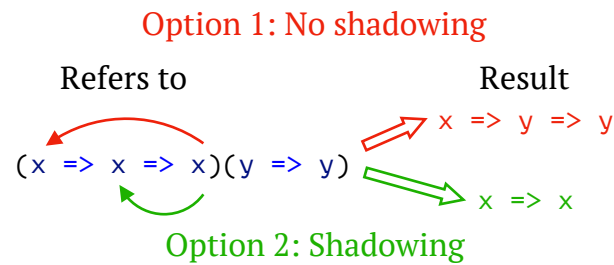 Option 1: No shadowing
Refers to
Result
x => y => y
(x => x => x)(y => y)
x => x
Option 2: Shadowing